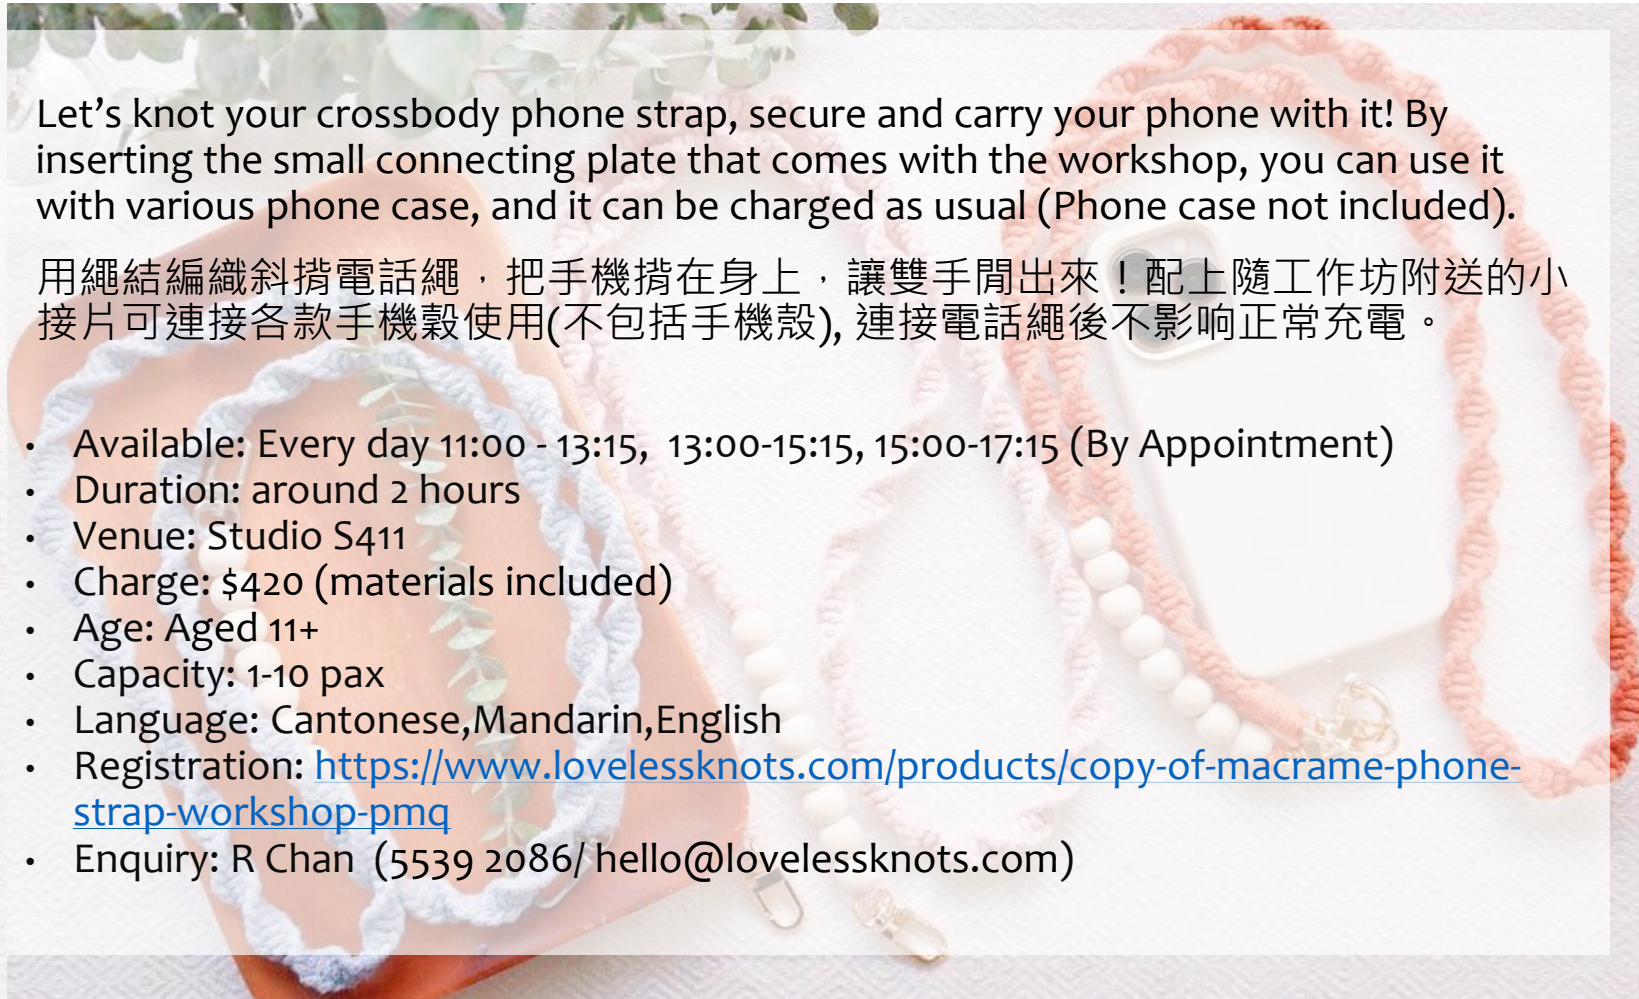 Let’s knot your crossbody phone strap, secure and carry your phone with it! By
inserting the small connecting plate that comes with the workshop, you can use it
with various phone case, and it can be charged as usual (Phone case not included).
用繩結編織斜揹電話繩，把手機揹在身上，讓雙手閒出來！配上隨工作坊附送的小
接片可連接各款手機穀使用(不包括手機殼), 連接電話繩後不影响正常充電。
• Available: Every day 11:00 - 13:15,  13:00-15:15, 15:00-17:15 (By Appointment)
• Duration: around 2 hours
• Venue: Studio S411
• Charge: $420 (materials included)
• Age: Aged 11+
• Capacity: 1-10 pax
• Language: Cantonese,Mandarin,English
• Registration: https://www.lovelessknots.com/products/copy-of-macrame-phone-
strap-workshop-pmq
• Enquiry: R Chan  (5539 2086/ hello@lovelessknots.com)